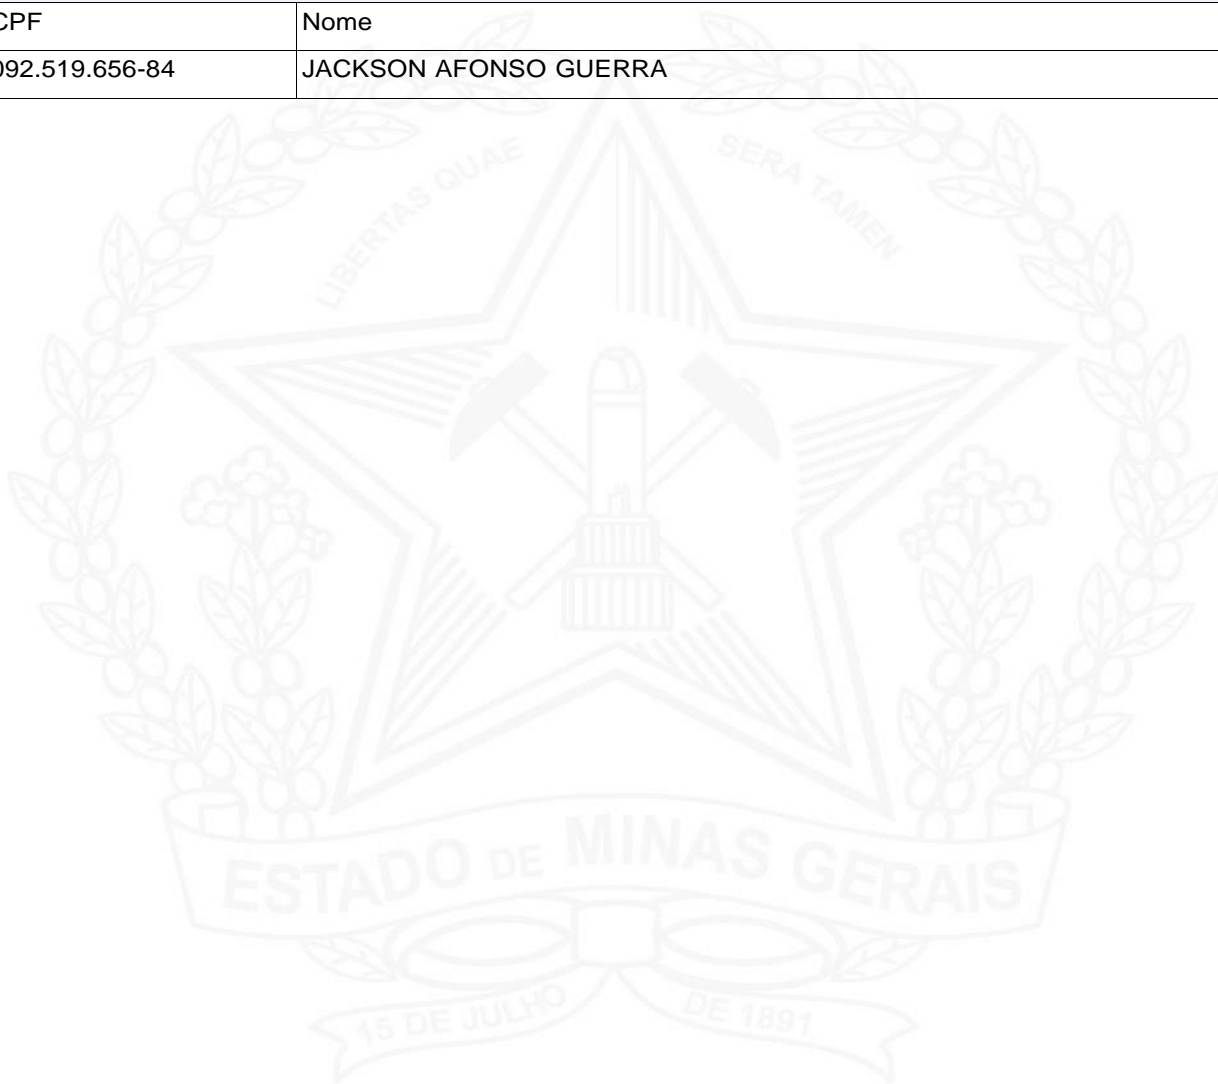 CPF Nome
092.519.656-84 JACKSON AFONSO GUERRA
LIBERTAS QUAE SERA TAMEN
ESTADO DE MINAS GERAIS
15 DE JULHO DE 1891